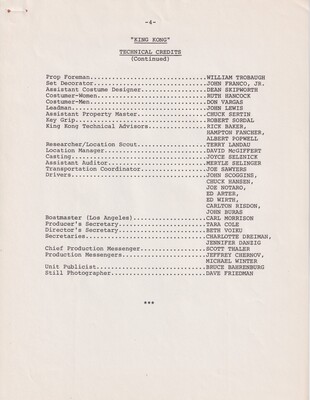 -4-
"KING KONG"
TECHNICAL CREDITS
(Continued)
Prop Foreman..............................WILLIAM TROBAUGH
Set Decorator.............................JOHN FRANCO, JR.
Assistant Costume Designer................DEAN SKIPWORTH
Costumer-Women............................RUTH HANCOCK
Costumer-Men..............................DON VARGAS
Leadman...................................JOHN LEWIS
Assistant Property Master.................CHUCK SERTIN
Key Grip..................................ROBERT SORDAL
King Kong Technical Advisors..............RICK BAKER,
HAMPTON FANCHER,
ALBERT POPWELL
Researcher/Location Scout.................TERRY LANDAU
Location Manager..........................DAVID McGIFFERT
Casting...................................JOYCE SELZNICK
Assistant Auditor.........................MERYLE SELINGER
Transportation Coordinator................JOE SAWYERS
Drivers...................................JOHN SCOGGINS,
CHUCK HANSEN,
JOE NOTARO,
ED ARTER,
ED WIRTH,
CARLTON RISDON,
JOHN BURAS
Boatmaster (Los Angeles)..................CARL MORRISON
Producer's Secretary......................TARA COLE
Director's Secretary......................BETH VOIKU
Secretaries...............................CHARLOTTE DREIMAN,
JENNIFER DANZIG
Chief Production Messenger................SCOTT THALER
Production Messengers.....................JEFFREY CHERNOV,
MICHAEL WINTER
Unit Publicist............................BRUCE BAHRENBURG
Still Photographer........................DAVE FRIEDMAN
***